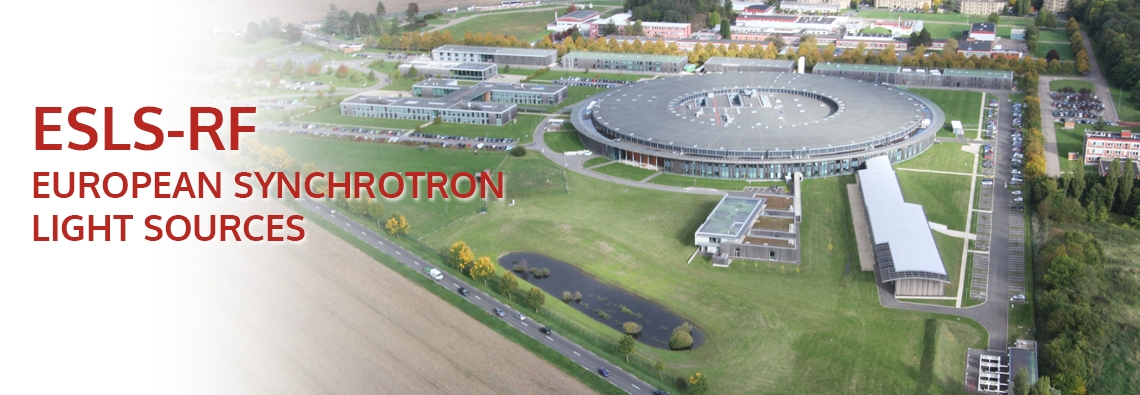 ESLS-RF
EUROPEAN SYNCHROTRON
LIGHT SOURCES